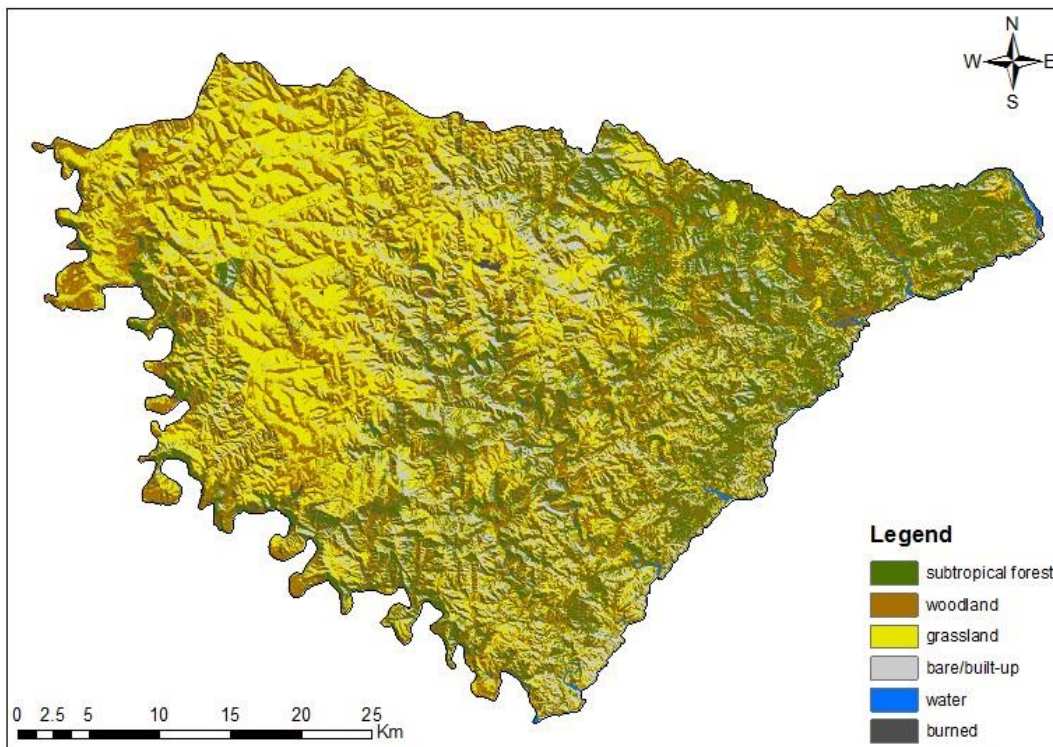 N
W E
S
Legend
subtropical forest
woodland
grassland
bare/built-up
water
burned
0 2.5 5 10 15 20 25
Km